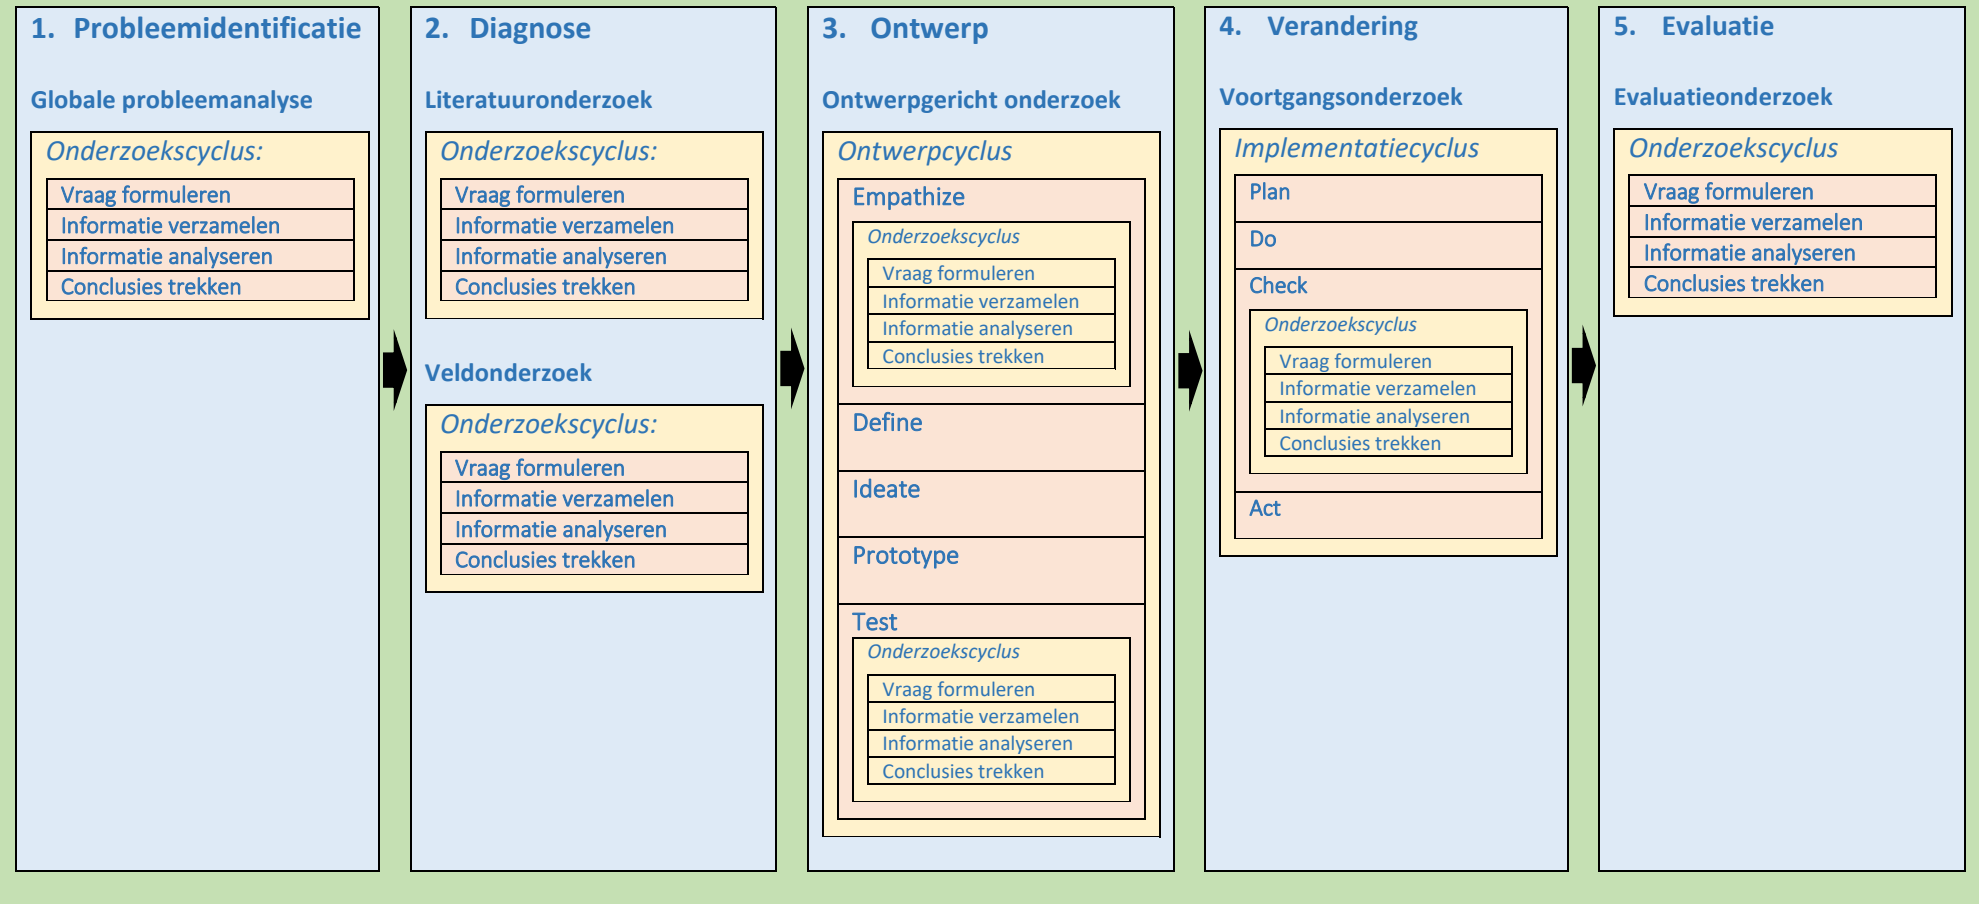 1. Probleemidentificatie
Globale probleemanalyse
Onderzoekscyclus:
Vraag formuleren
Informatie verzamelen
Informatie analyseren
Conclusies trekken
2. Diagnose
Literatuuronderzoek
Onderzoekscyclus:
Vraag formuleren
Informatie verzamelen
Informatie analyseren
Conclusies trekken
Veldonderzoek
Onderzoekscyclus:
Vraag formuleren
Informatie verzamelen
Informatie analyseren
Conclusies trekken
3. Ontwerp
Ontwerpgericht onderzoek
Ontwerpcyclus
Empathize
Onderzoekscyclus
Vraag formuleren
Informatie verzamelen
Informatie analyseren
Conclusies trekken
Define
Ideate
Prototype
Test
Onderzoekscyclus
Vraag formuleren
Informatie verzamelen
Informatie analyseren
Conclusies trekken
4. Verandering
Voortgangsonderzoek
Implementatiecyclus
Plan
Do
Check
Onderzoekscyclus
Vraag formuleren
Informatie verzamelen
Informatie analyseren
Conclusies trekken
Act
5. Evaluatie
Evaluatieonderzoek
Onderzoekscyclus
Vraag formuleren
Informatie verzamelen
Informatie analyseren
Conclusies trekken